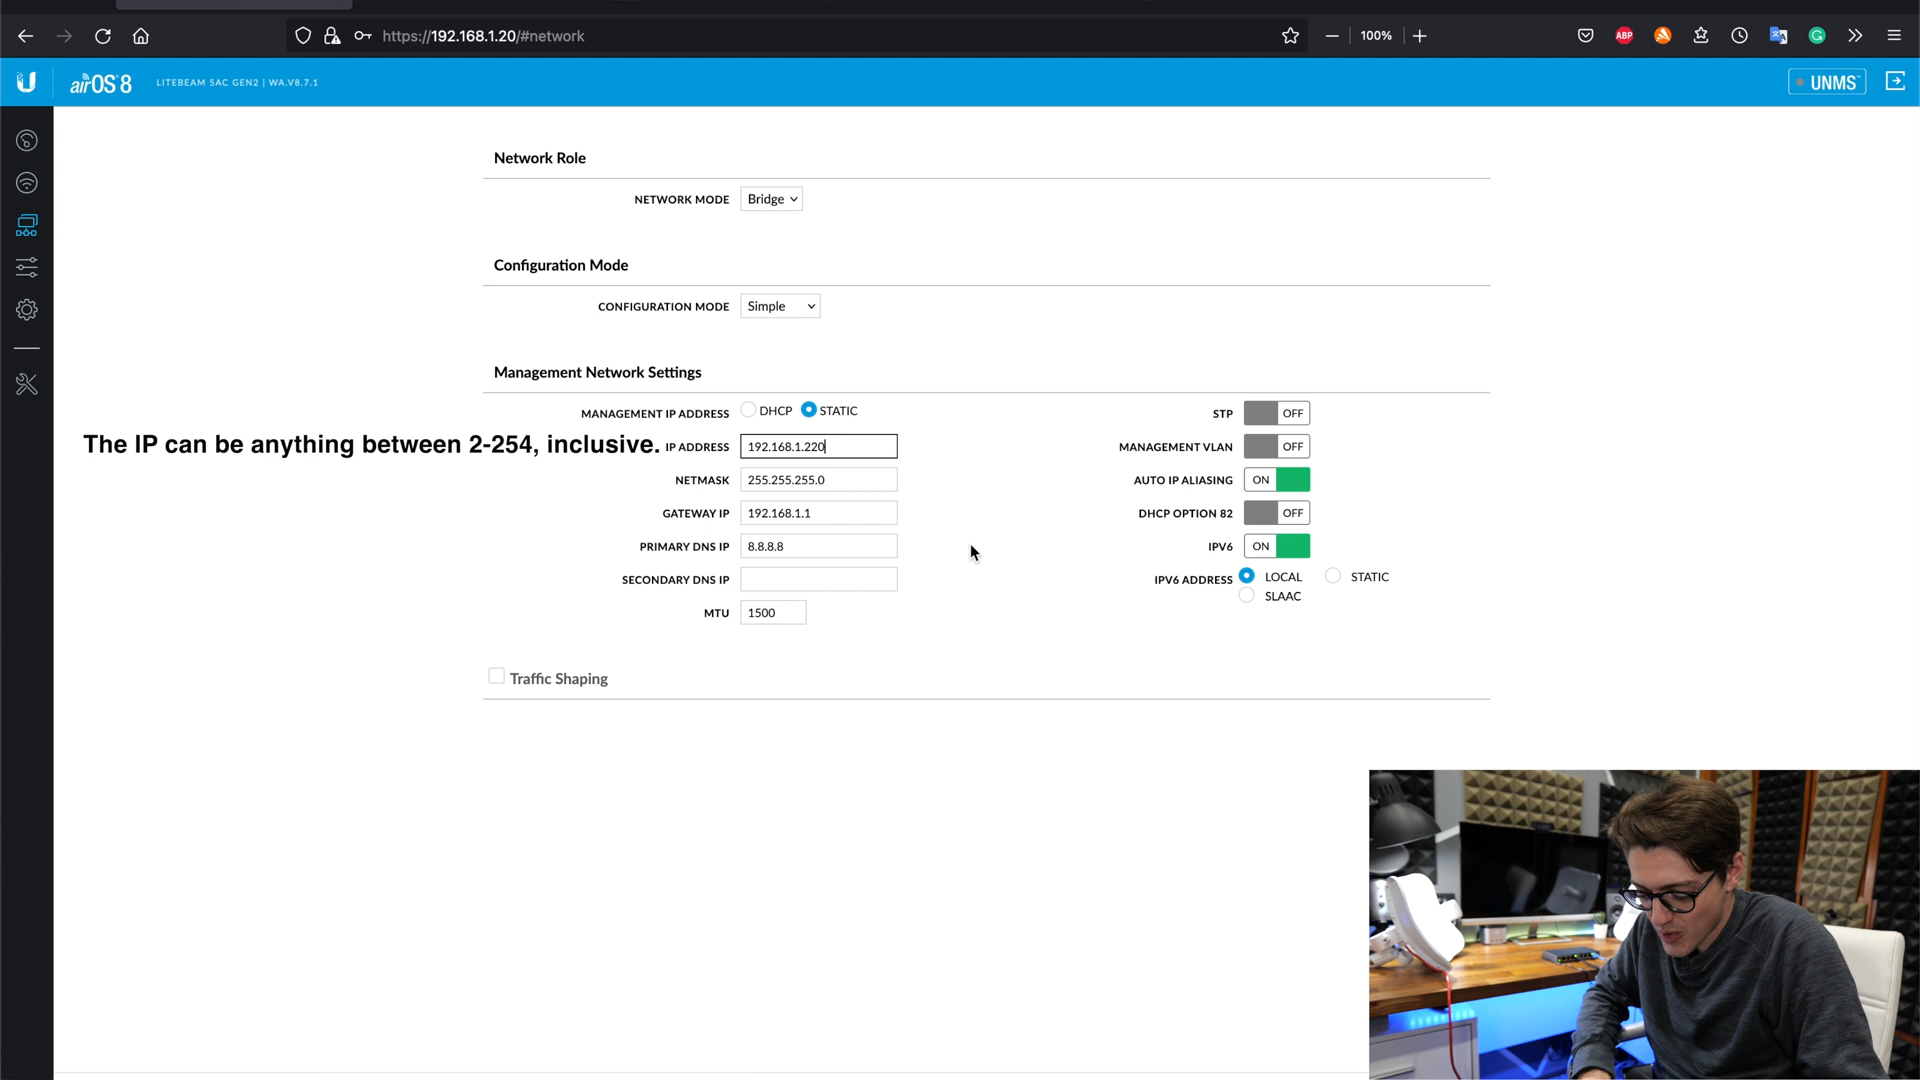 https://192.168.1.20/#network
100%
ABP
airOS 8
LITEBEAM 5AC GEN2 | WA.V8.7.1
UNMS
Network Role
NETWORK MODE
Bridge
Configuration Mode
CONFIGURATION MODE
Simple
Management Network Settings
MANAGEMENT IP ADDRESS
DHCP
STATIC
The IP can be anything between 2-254, inclusive.
IP ADDRESS
192.168.1.220
NETMASK
255.255.255.0
GATEWAY IP
192.168.1.1
PRIMARY DNS IP
8.8.8.8
SECONDARY DNS IP
MTU
1500
STP
OFF
MANAGEMENT VLAN
OFF
AUTO IP ALIASING
ON
DHCP OPTION 82
OFF
IPV6
ON
IPV6 ADDRESS
LOCAL
STATIC
SLAAC
Traffic Shaping